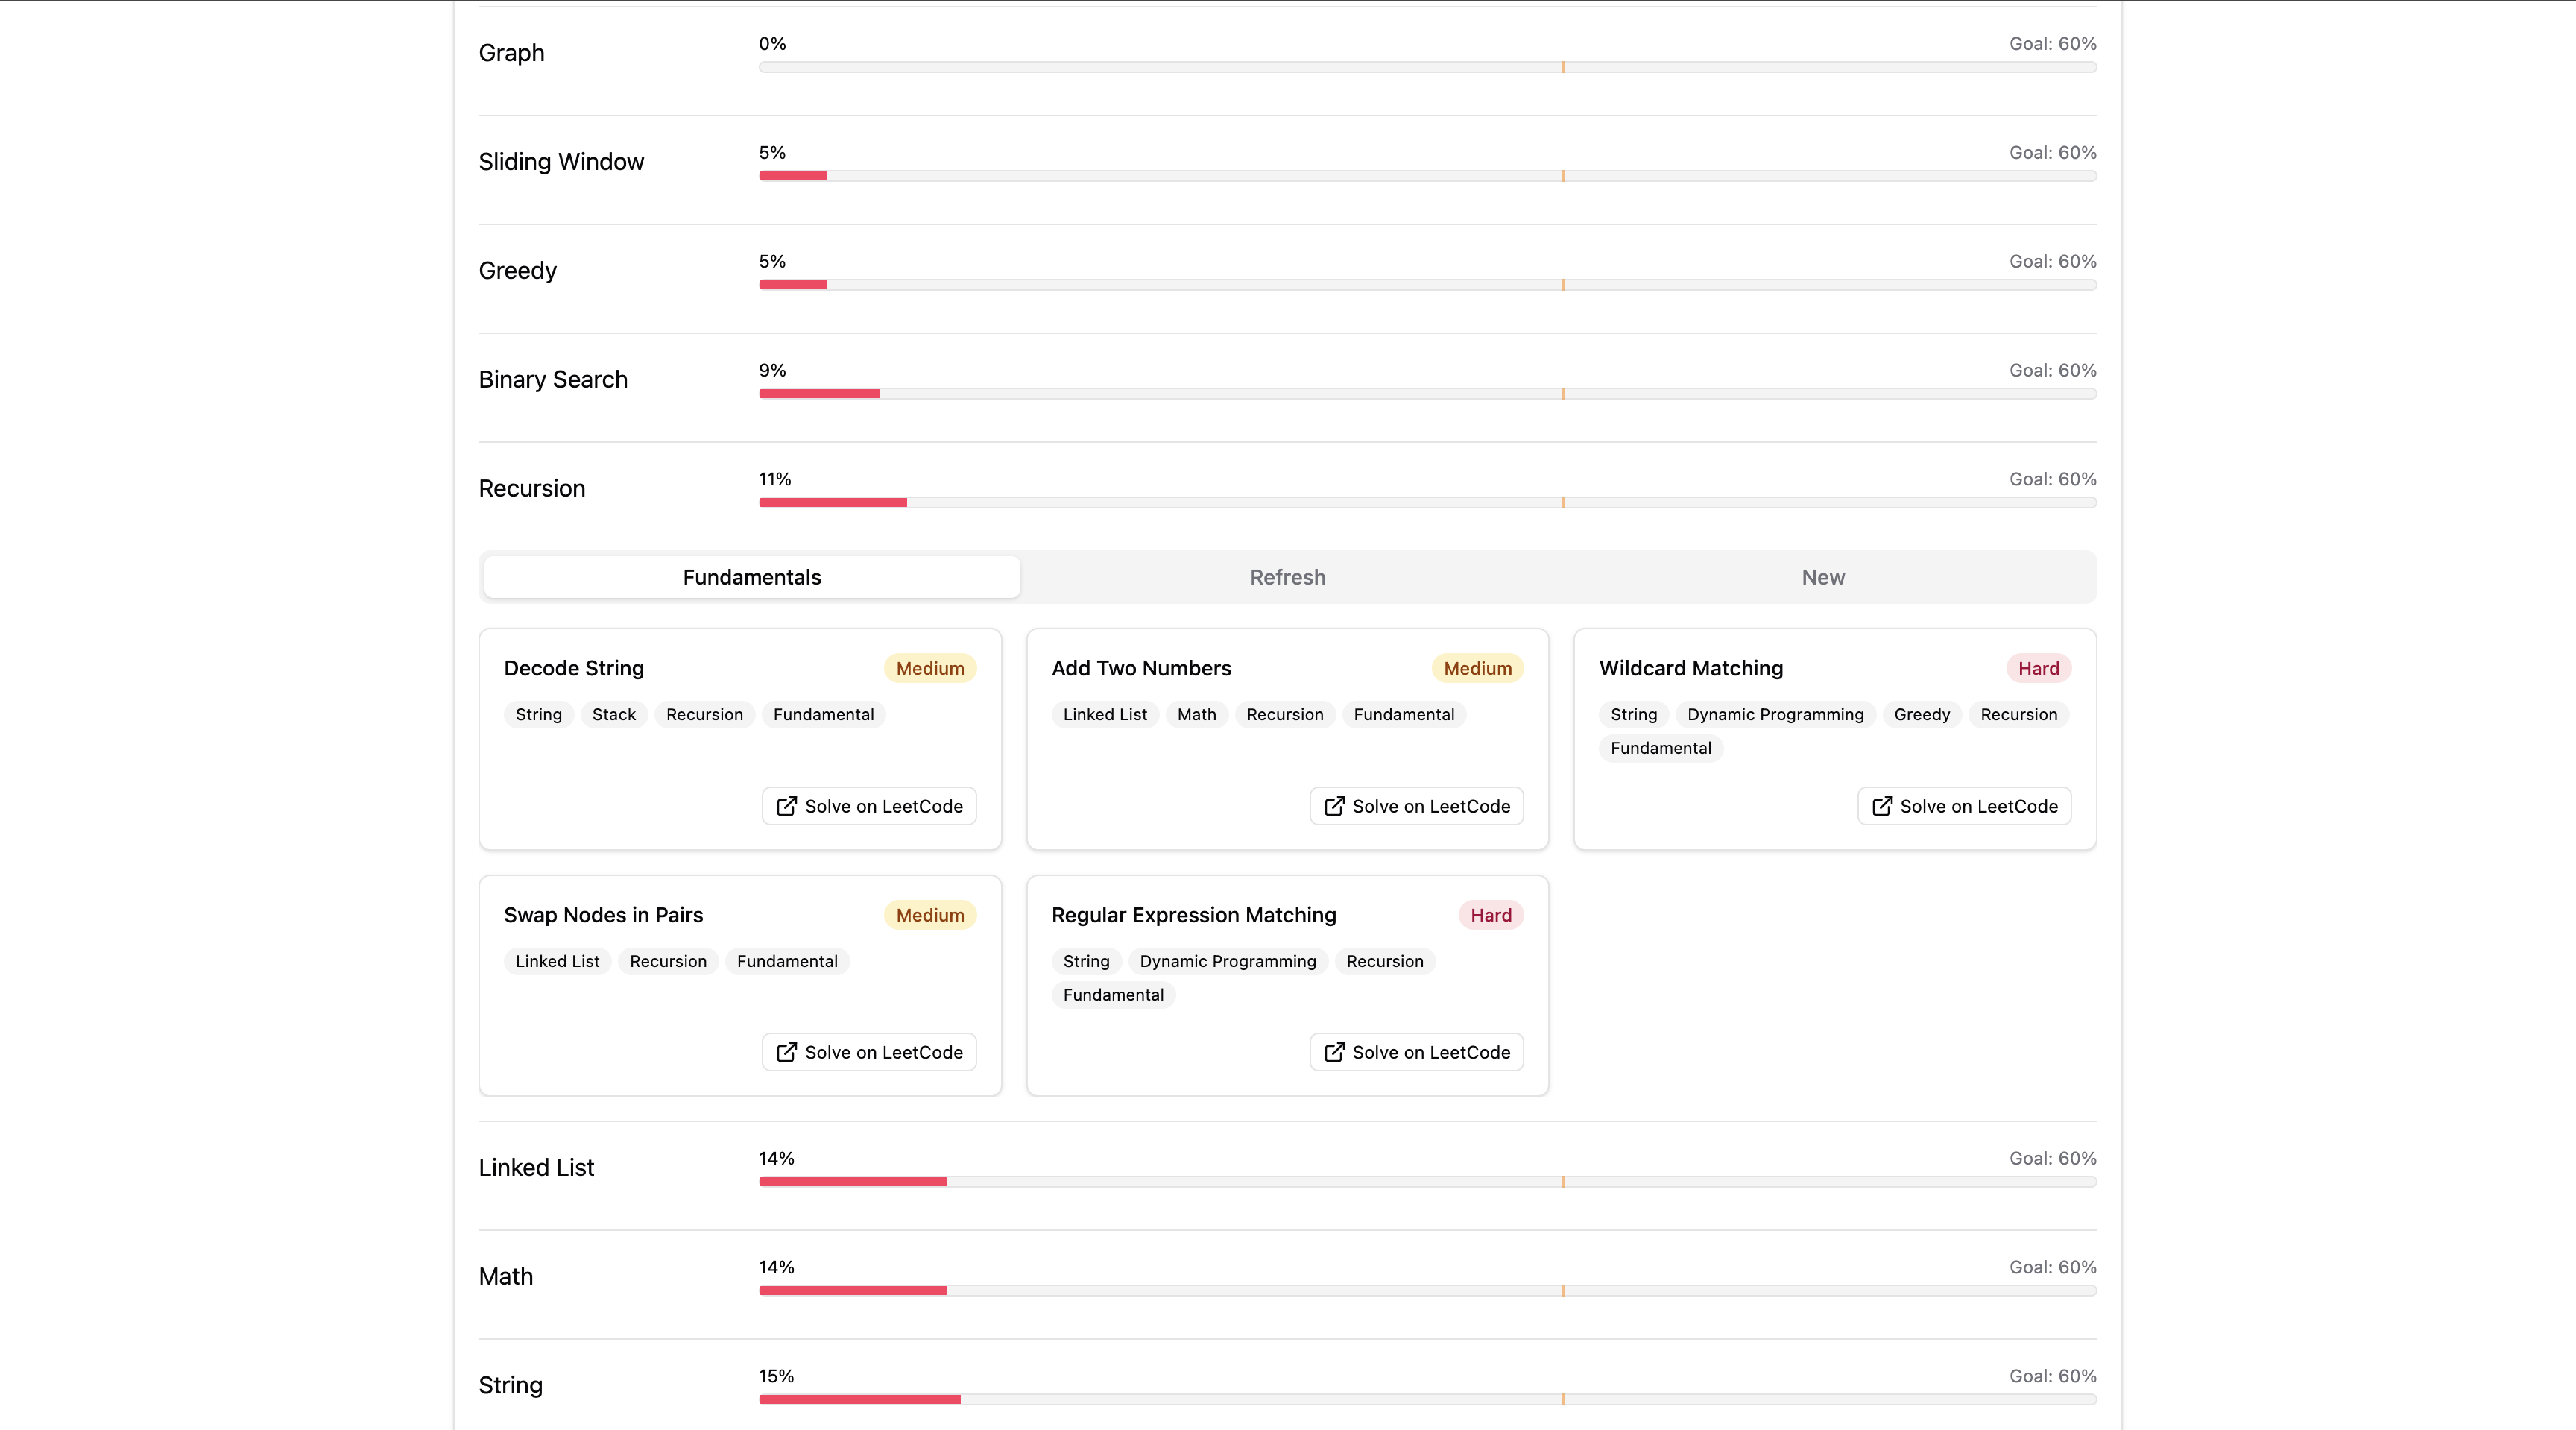 Graph
0%
Goal: 60%
Sliding Window
5%
Goal: 60%
Greedy
5%
Goal: 60%
Binary Search
9%
Goal: 60%
Recursion
11%
Goal: 60%
Fundamentals
Refresh
New
Decode String
Medium
String Stack Recursion Fundamental
Solve on LeetCode
Add Two Numbers
Medium
Linked List Math Recursion Fundamental
Solve on LeetCode
Wildcard Matching
Hard
String Dynamic Programming Greedy Recursion
Fundamental
Solve on LeetCode
Swap Nodes in Pairs
Medium
Linked List Recursion Fundamental
Solve on LeetCode
Regular Expression Matching
Hard
String Dynamic Programming Recursion
Fundamental
Solve on LeetCode
Linked List
14%
Goal: 60%
Math
14%
Goal: 60%
String
15%
Goal: 60%